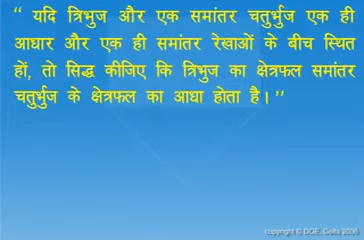 “ यदि त्रिभुज और एक समांतर चतुर्भुज एक ही
आधार और एक ही समांतर रेखाओं के बीच स्थित
हों, तो सिद्ध कीजिए कि त्रिभुज का क्षेत्रफल समांतर
चतुर्भुज के क्षेत्रफल का आधा होता है। ”
copyright © DOE, Delhi 2006